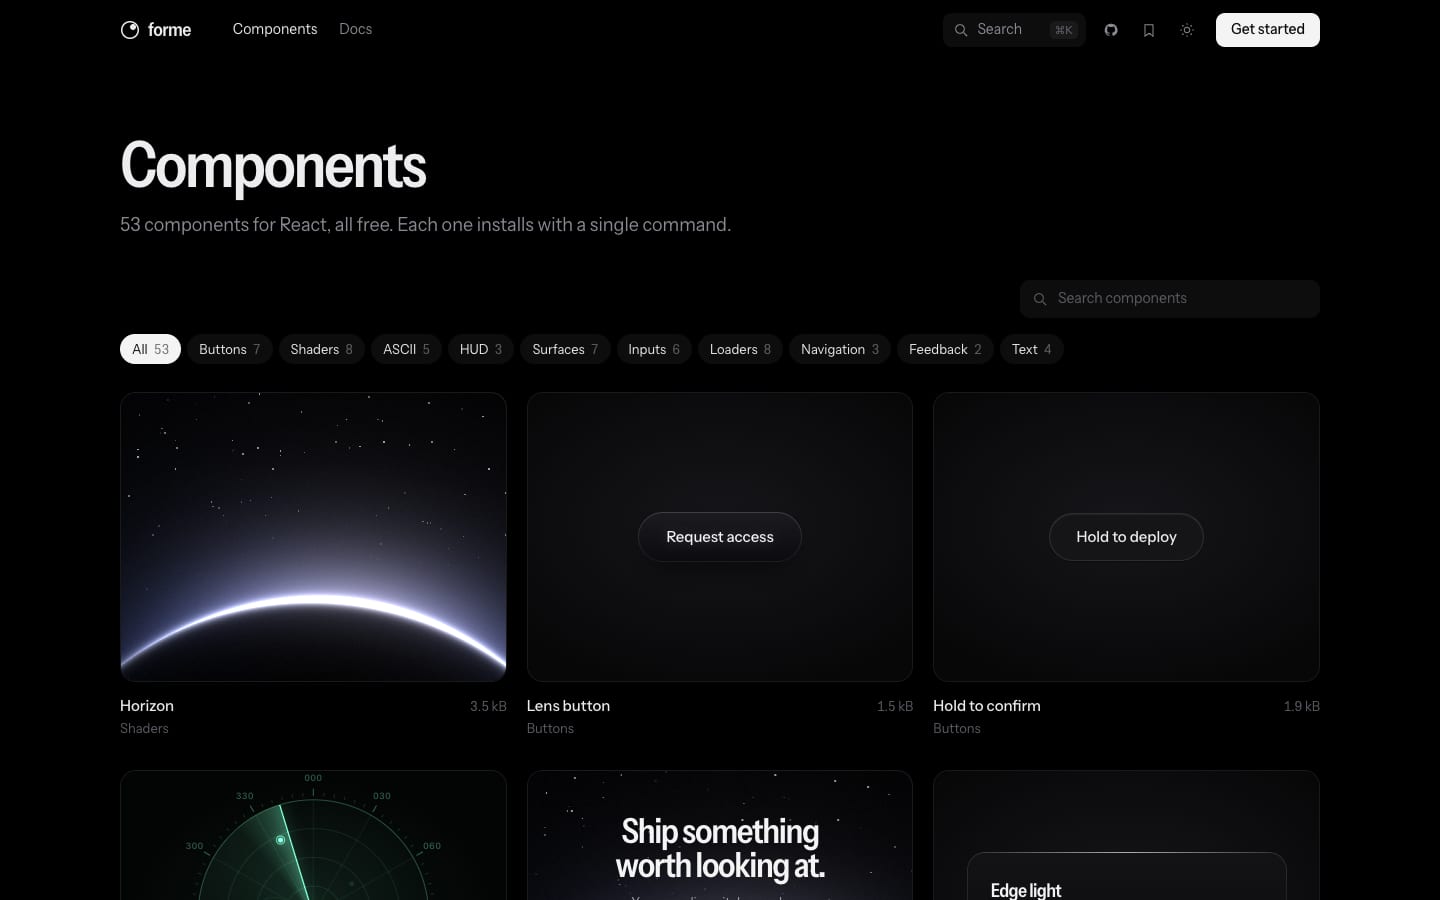 forme
Components
Docs
Search
⌘K
Get started
Components
53 components for React, all free. Each one installs with a single command.
Search components
All 53
Buttons 7
Shaders 8
ASCII 5
HUD 3
Surfaces 7
Inputs 6
Loaders 8
Navigation 3
Feedback 2
Text 4
Request access
Hold to deploy
Horizon
3.5 kB
Shaders
Lens button
1.5 kB
Buttons
Hold to confirm
1.9 kB
Buttons
000
330
030
300
060
Ship something
worth looking at.
Edge light